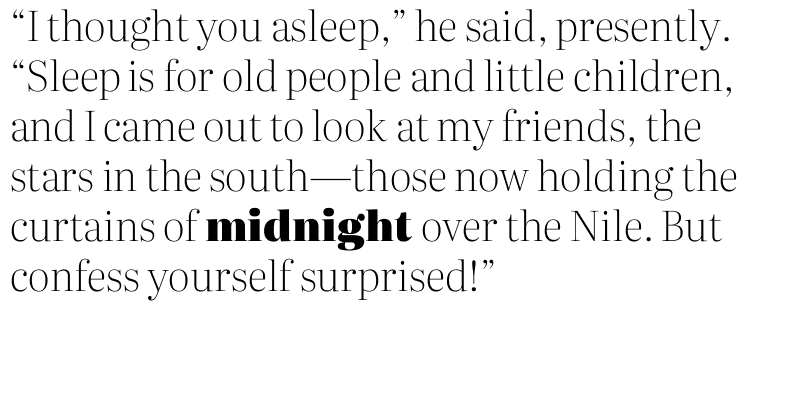 “I thought you asleep,” he said, presently.
“Sleep is for old people and little children,
and I came out to look at my friends, the
stars in the south—those now holding the
curtains of midnight over the Nile. But
confess yourself surprised!”